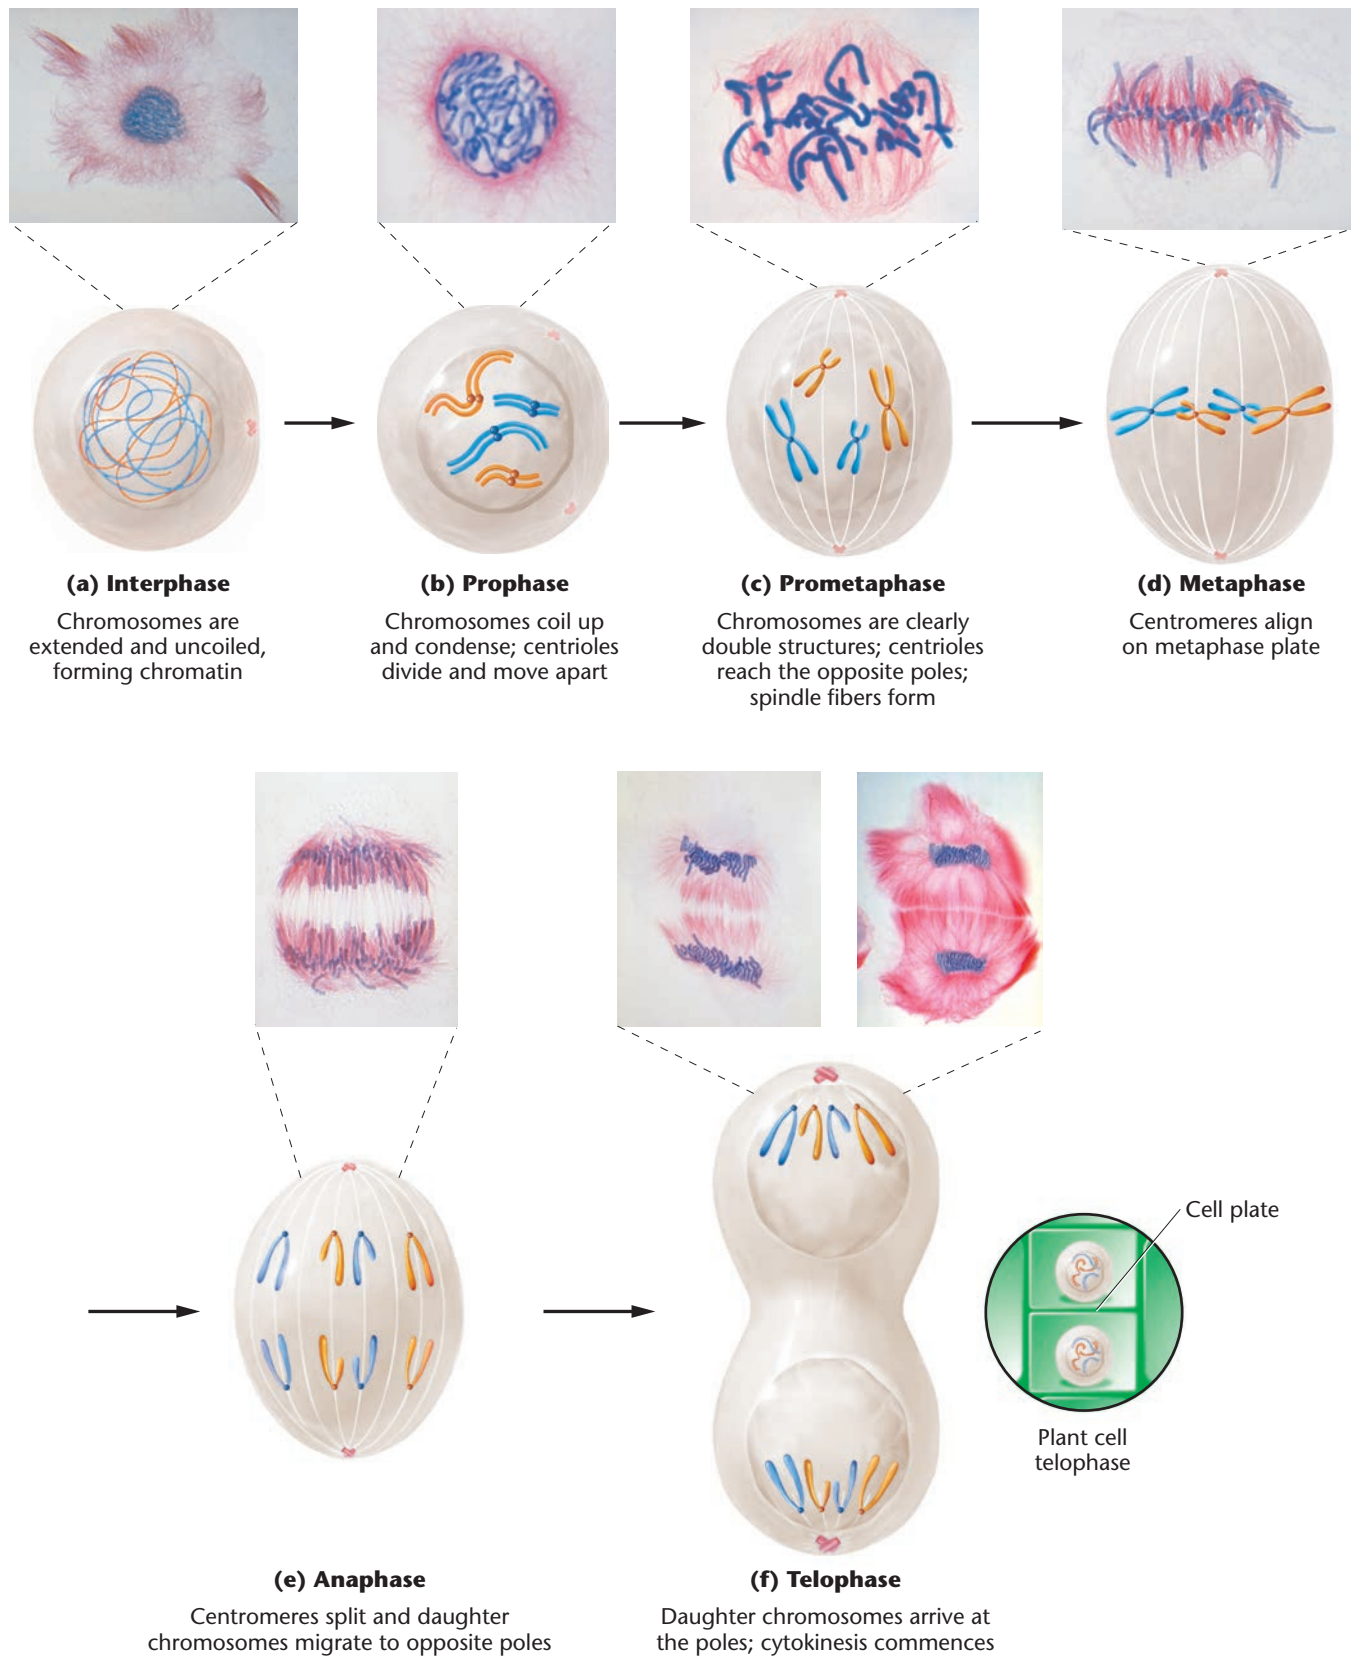 (a) Interphase
Chromosomes are
extended and uncoiled,
forming chromatin
(b) Prophase
Chromosomes coil up
and condense; centrioles
divide and move apart
(c) Prometaphase
Chromosomes are clearly
double structures; centrioles
reach the opposite poles;
spindle fibers form
(d) Metaphase
Centromeres align
on metaphase plate
Cell plate
Plant cell
telophase
(e) Anaphase
Centromeres split and daughter
chromosomes migrate to opposite poles
(f) Telophase
Daughter chromosomes arrive at
the poles; cytokinesis commences